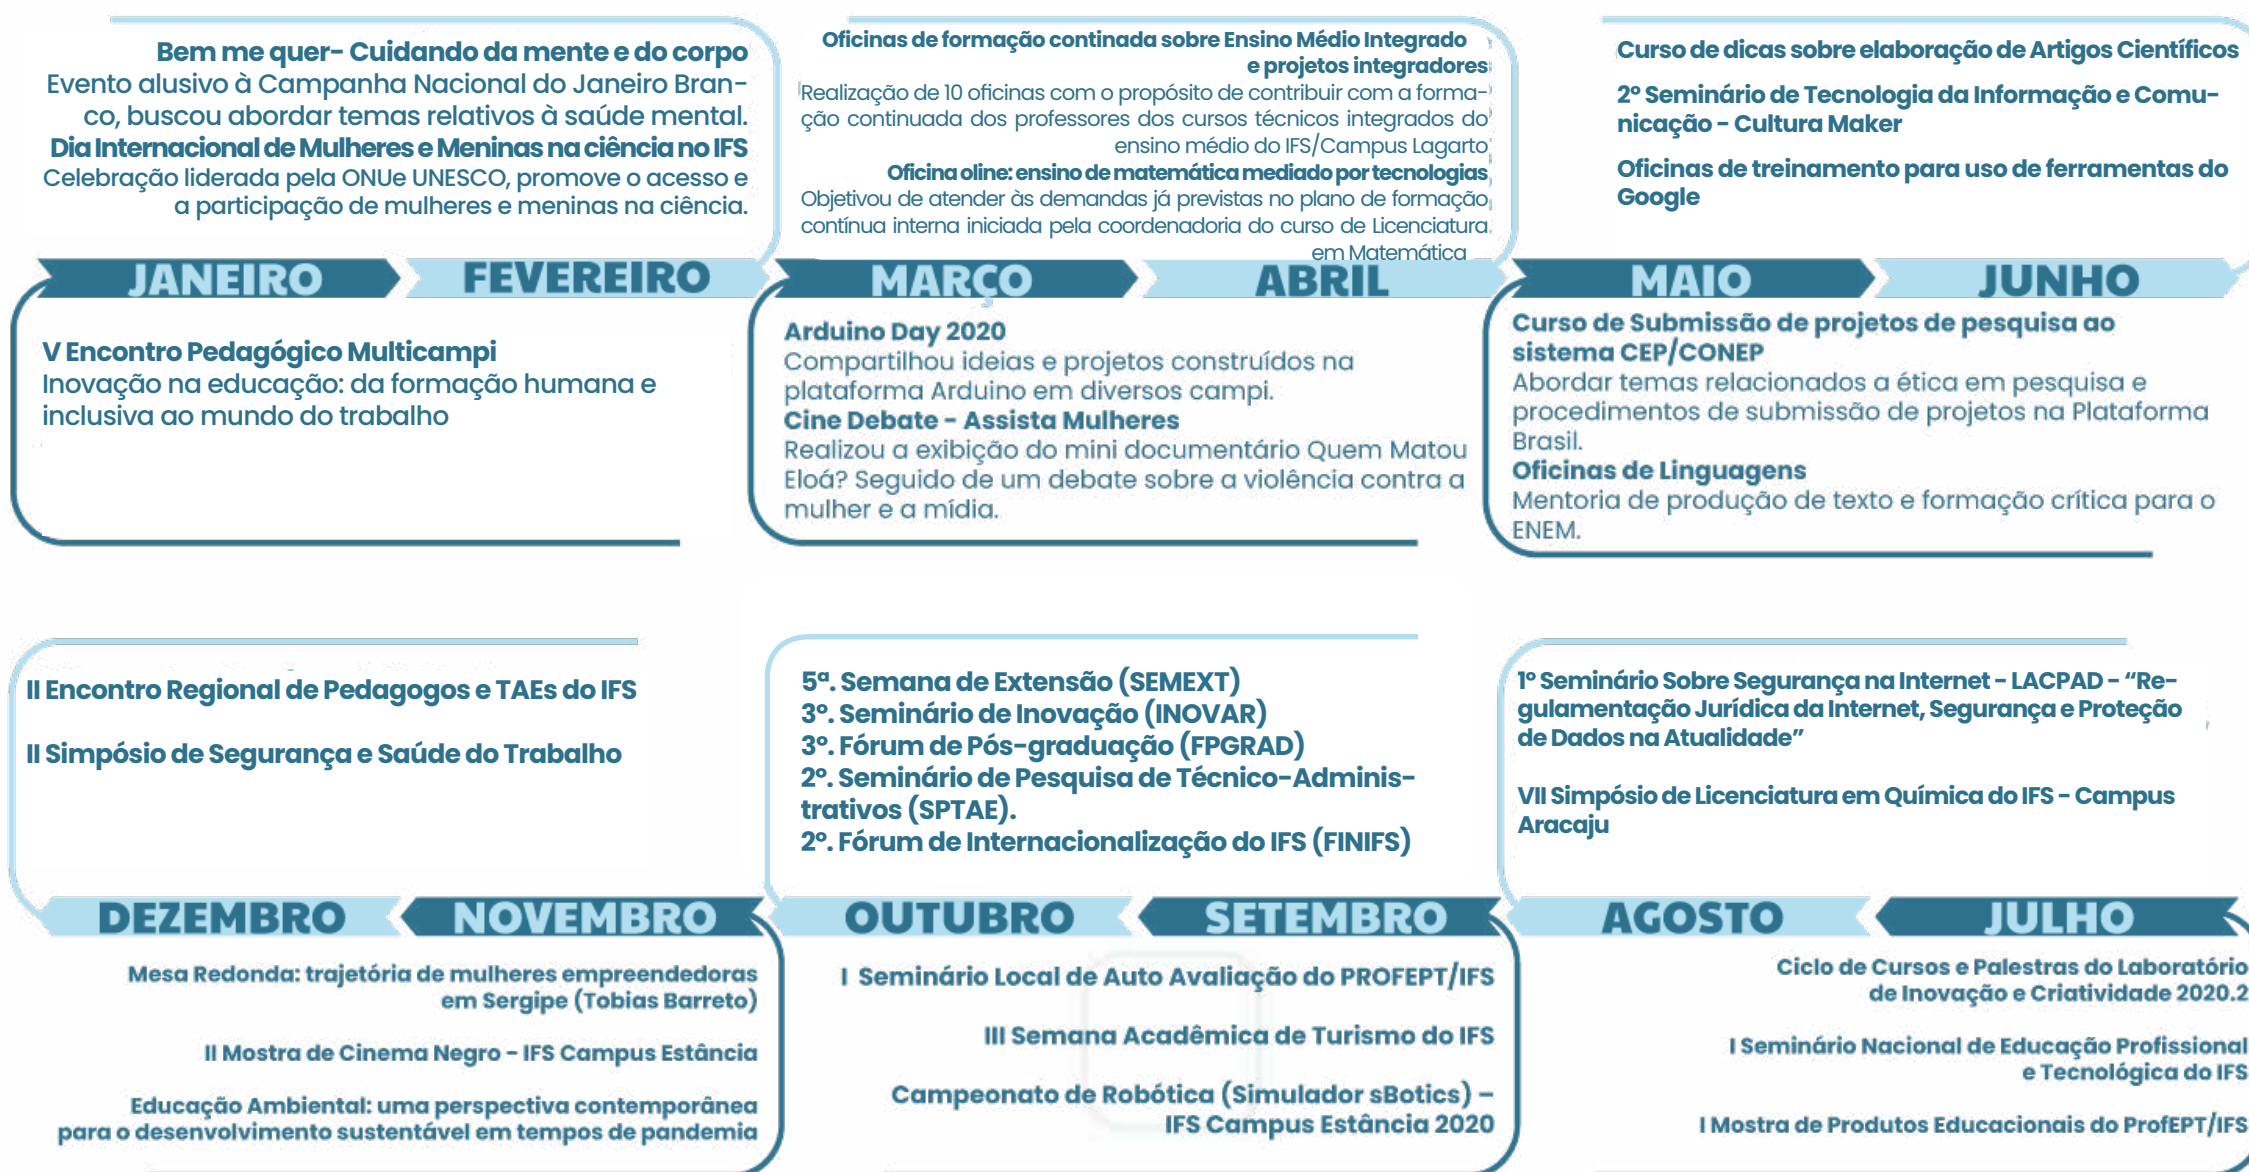 Bem me quer- Cuidando da mente e do corpo
Evento alusivo à Campanha Nacional do Janeiro Bran-
co, buscou abordar temas relativos à saúde mental.
Dia Internacional de Mulheres e Meninas na ciência no IFS
Celebração liderada pela ONUe UNESCO, promove o acesso e
a participação de mulheres e meninas na ciência.
Oficinas de formação continada sobre Ensino Médio Integrado
e projetos integradores
Realização de 10 oficinas com o propósito de contribuir com a forma-
ção continuada dos professores dos cursos técnicos integrados do
ensino médio do IFS/Campus Lagarto
Oficina oline: ensino de matemática mediado por tecnologias
Objetivou de atender às demandas já previstas no plano de formação
contínua interna iniciada pela coordenadoria do curso de Licenciatura
em Matemática
Curso de dicas sobre elaboração de Artigos Científicos
2º Seminário de Tecnologia da Informação e Comu-
nicação - Cultura Maker
Oficinas de treinamento para uso de ferramentas do
Google
JANEIRO FEVEREIRO MARÇO ABRIL MAIO JUNHO
V Encontro Pedagógico Multicampi
Inovação na educação: da formação humana e
inclusiva ao mundo do trabalho
Arduino Day 2020
Compartilhou ideias e projetos construídos na
plataforma Arduino em diversos campi.
Cine Debate - Assista Mulheres
Realizou a exibição do mini documentário Quem Matou
Eloá? Seguido de um debate sobre a violência contra a
mulher e a mídia.
Curso de Submissão de projetos de pesquisa ao
sistema CEP/CONEP
Abordar temas relacionados a ética em pesquisa e
procedimentos de submissão de projetos na Plataforma
Brasil.
Oficinas de Linguagens
Mentoria de produção de texto e formação crítica para o
ENEM.
II Encontro Regional de Pedagogos e TAEs do IFS
II Simpósio de Segurança e Saúde do Trabalho
5ª. Semana de Extensão (SEMEXT)
3º. Seminário de Inovação (INOVAR)
3º. Fórum de Pós-graduação (FPGRAD)
2º. Seminário de Pesquisa de Técnico-Adminis-
trativos (SPTAE).
2º. Fórum de Internacionalização do IFS (FINIFS)
1º Seminário Sobre Segurança na Internet - LACPAD - “Re-
gulamentação Jurídica da Internet, Segurança e Proteção
de Dados na Atualidade”
VII Simpósio de Licenciatura em Química do IFS - Campus
Aracaju
DEZEMBRO NOVEMBRO OUTUBRO SETEMBRO AGOSTO JULHO
Mesa Redonda: trajetória de mulheres empreendedoras
em Sergipe (Tobias Barreto)
II Mostra de Cinema Negro - IFS Campus Estância
Educação Ambiental: uma perspectiva contemporânea
para o desenvolvimento sustentável em tempos de pandemia
I Seminário Local de Auto Avaliação do PROFEPT/IFS
III Semana Acadêmica de Turismo do IFS
Campeonato de Robótica (Simulador sBotics) –
IFS Campus Estância 2020
Ciclo de Cursos e Palestras do Laboratório
de Inovação e Criatividade 2020.2
I Seminário Nacional de Educação Profissional
e Tecnológica do IFS
I Mostra de Produtos Educacionais do ProfEPT/IFS